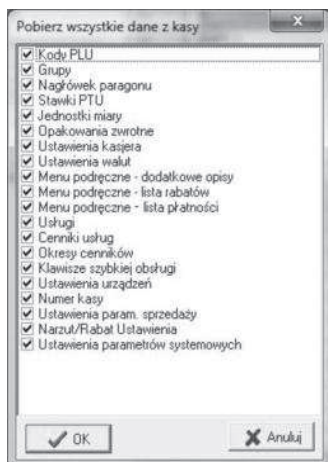 Pobierz wszystkie dane z kasy
Kody PLU
Grupy
Nagłówek paragonu
Stawki PTU
Jednostki miary
Opakowania zwrotne
Ustawienia kasjera
Ustawienia walut
Menu podręczne - dodatkowe opisy
Menu podręczne - lista rabatów
Menu podręczne - lista płatności
Usługi
Cenniki usług
Okresy cenników
Klawisze szybkiej obsługi
Ustawienia urządzeń
Numer kasy
Ustawienia param. sprzedaży
Narzut/Rabat Ustawienia
Ustawienia parametrów systemowych
OK Anuluj